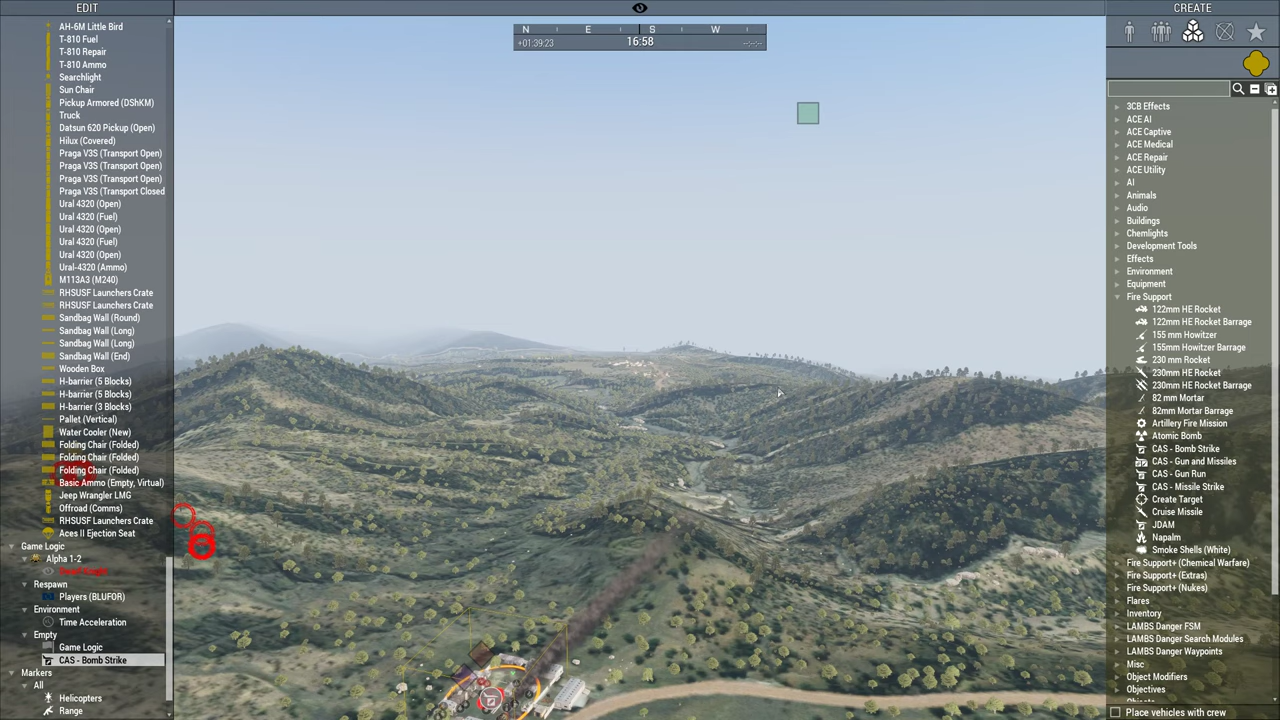 EDIT
AH-6M Little Bird
T-810 Fuel
T-810 Repair
T-810 Ammo
Searchlight
Sun Chair
Pickup Armored (DShKM)
Truck
Datsun 620 Pickup (Open)
Hilux (Covered)
Praga V3S (Transport Open)
Praga V3S (Transport Open)
Praga V3S (Transport Open)
Praga V3S (Transport Closed
Ural 4320 (Open)
Ural 4320 (Fuel)
Ural 4320 (Open)
Ural 4320 (Fuel)
Ural 4320 (Open)
Ural-4320 (Ammo)
M113A3 (M240)
RHSUSF Launchers Crate
RHSUSF Launchers Crate
Sandbag Wall (Round)
Sandbag Wall (Long)
Sandbag Wall (Long)
Sandbag Wall (End)
Wooden Box
H-barrier (5 Blocks)
H-barrier (5 Blocks)
H-barrier (3 Blocks)
Pallet (Vertical)
Water Cooler (New)
Folding Chair (Folded)
Folding Chair (Folded)
Folding Chair (Folded)
Basic Ammo (Empty, Virtual)
Jeep Wrangler LMG
Offroad (Comms)
RHSUSF Launchers Crate
Aces II Ejection Seat
Game Logic
Alpha 1-2
Respawn
Players (BLUFOR)
Environment
Time Acceleration
Empty
Game Logic
CAS - Bomb Strike
Markers
All
Helicopters
Range
N E S W
+01:39:23 16:58 --:--
CREATE
3CB Effects
ACE AI
ACE Captive
ACE Medical
ACE Repair
ACE Utility
AI
Animals
Audio
Buildings
Chemlights
Development Tools
Effects
Environment
Equipment
Fire Support
122mm HE Rocket
122mm HE Rocket Barrage
155 mm Howitzer
155mm Howitzer Barrage
230 mm Rocket
230mm HE Rocket
230mm HE Rocket Barrage
82 mm Mortar
82mm Mortar Barrage
Artillery Fire Mission
Atomic Bomb
CAS - Bomb Strike
CAS - Gun and Missiles
CAS - Gun Run
CAS - Missile Strike
Create Target
Cruise Missile
JDAM
Napalm
Smoke Shells (White)
Fire Support+ (Chemical Warfare)
Fire Support+ (Extras)
Fire Support+ (Nukes)
Flares
Inventory
LAMBS Danger FSM
LAMBS Danger Search Modules
LAMBS Danger Waypoints
Misc
Object Modifiers
Objectives
Objects
Place vehicles with crew